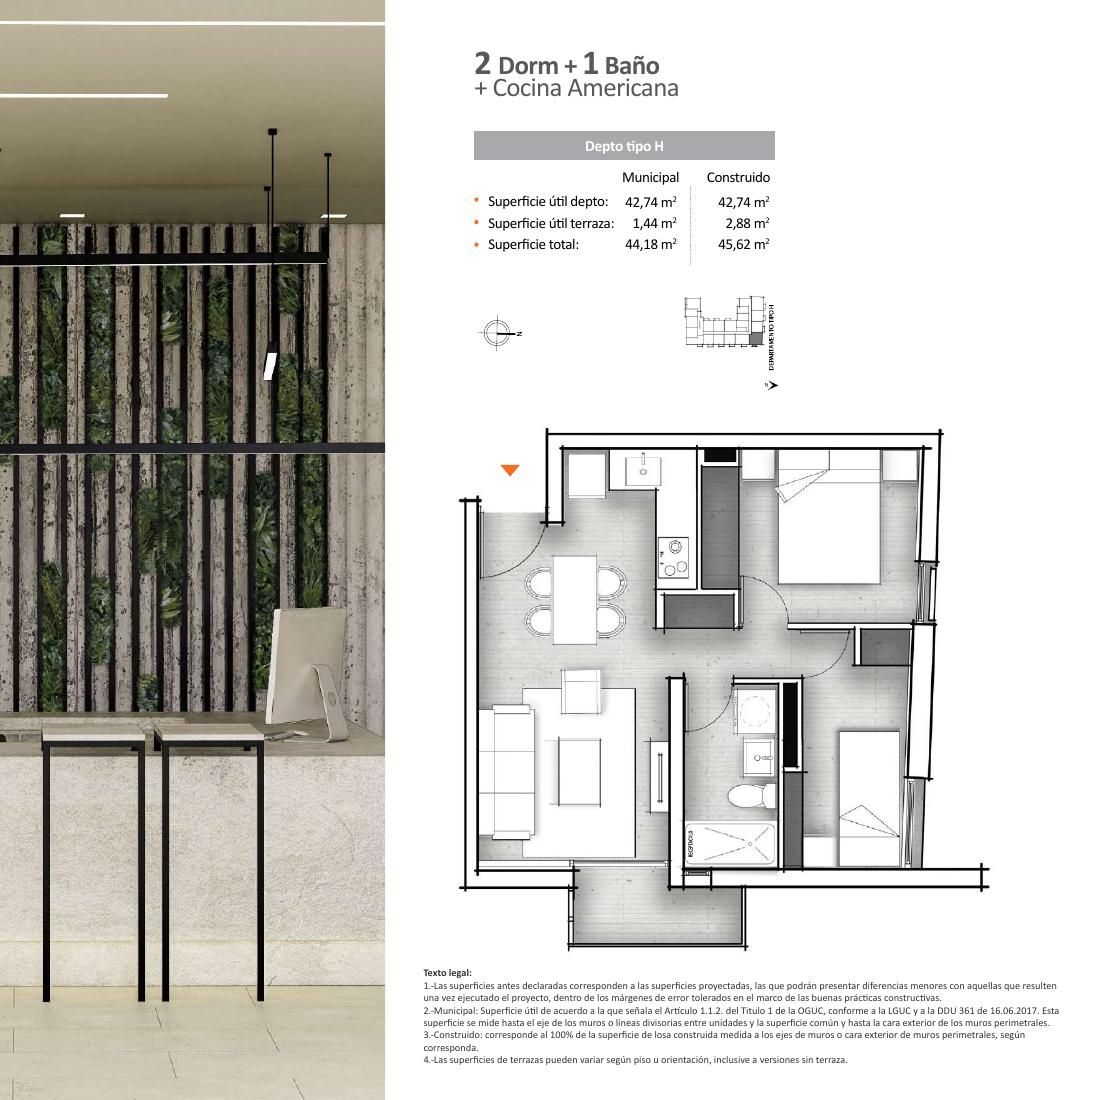 2 Dorm + 1 Baño
+ Cocina Americana
Depto tipo H
Municipal Construido
• Superficie útil depto: 42,74 m² 42,74 m²
• Superficie útil terraza: 1,44 m² 2,88 m²
• Superficie total: 44,18 m² 45,62 m²
N
DEPARTAMENTO TIPO H
N
RECEPTACULO
Texto legal:
1.-Las superficies antes declaradas corresponden a las superficies proyectadas, las que podrán presentar diferencias menores con aquellas que resulten
una vez ejecutado el proyecto, dentro de los márgenes de error tolerados en el marco de las buenas prácticas constructivas.
2.-Municipal: Superficie útil de acuerdo a la que señala el Artículo 1.1.2. del Titulo 1 de la OGUC, conforme a la LGUC y a la DDU 361 de 16.06.2017. Esta
superficie se mide hasta el eje de los muros o líneas divisorias entre unidades y la superficie común y hasta la cara exterior de los muros perimetrales.
3.-Construido: corresponde al 100% de la superficie de losa construida medida a los ejes de muros o cara exterior de muros perimetrales, según
corresponda.
4.-Las superficies de terrazas pueden variar según piso u orientación, inclusive a versiones sin terraza.